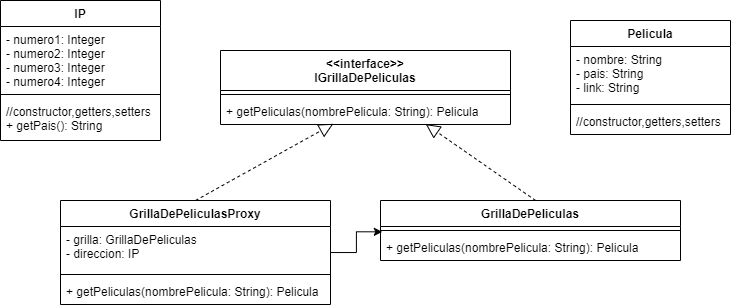 IP
- numero1: Integer
- numero2: Integer
- numero3: Integer
- numero4: Integer
//constructor,getters,setters
+ getPais(): String
<<interface>>
IGrillaDePeliculas
+ getPeliculas(nombrePelicula: String): Pelicula
Pelicula
- nombre: String
- pais: String
- link: String
//constructor,getters,setters
GrillaDePeliculasProxy
- grilla: GrillaDePeliculas
- direccion: IP
+ getPeliculas(nombrePelicula: String): Pelicula
GrillaDePeliculas
+ getPeliculas(nombrePelicula: String): Pelicula